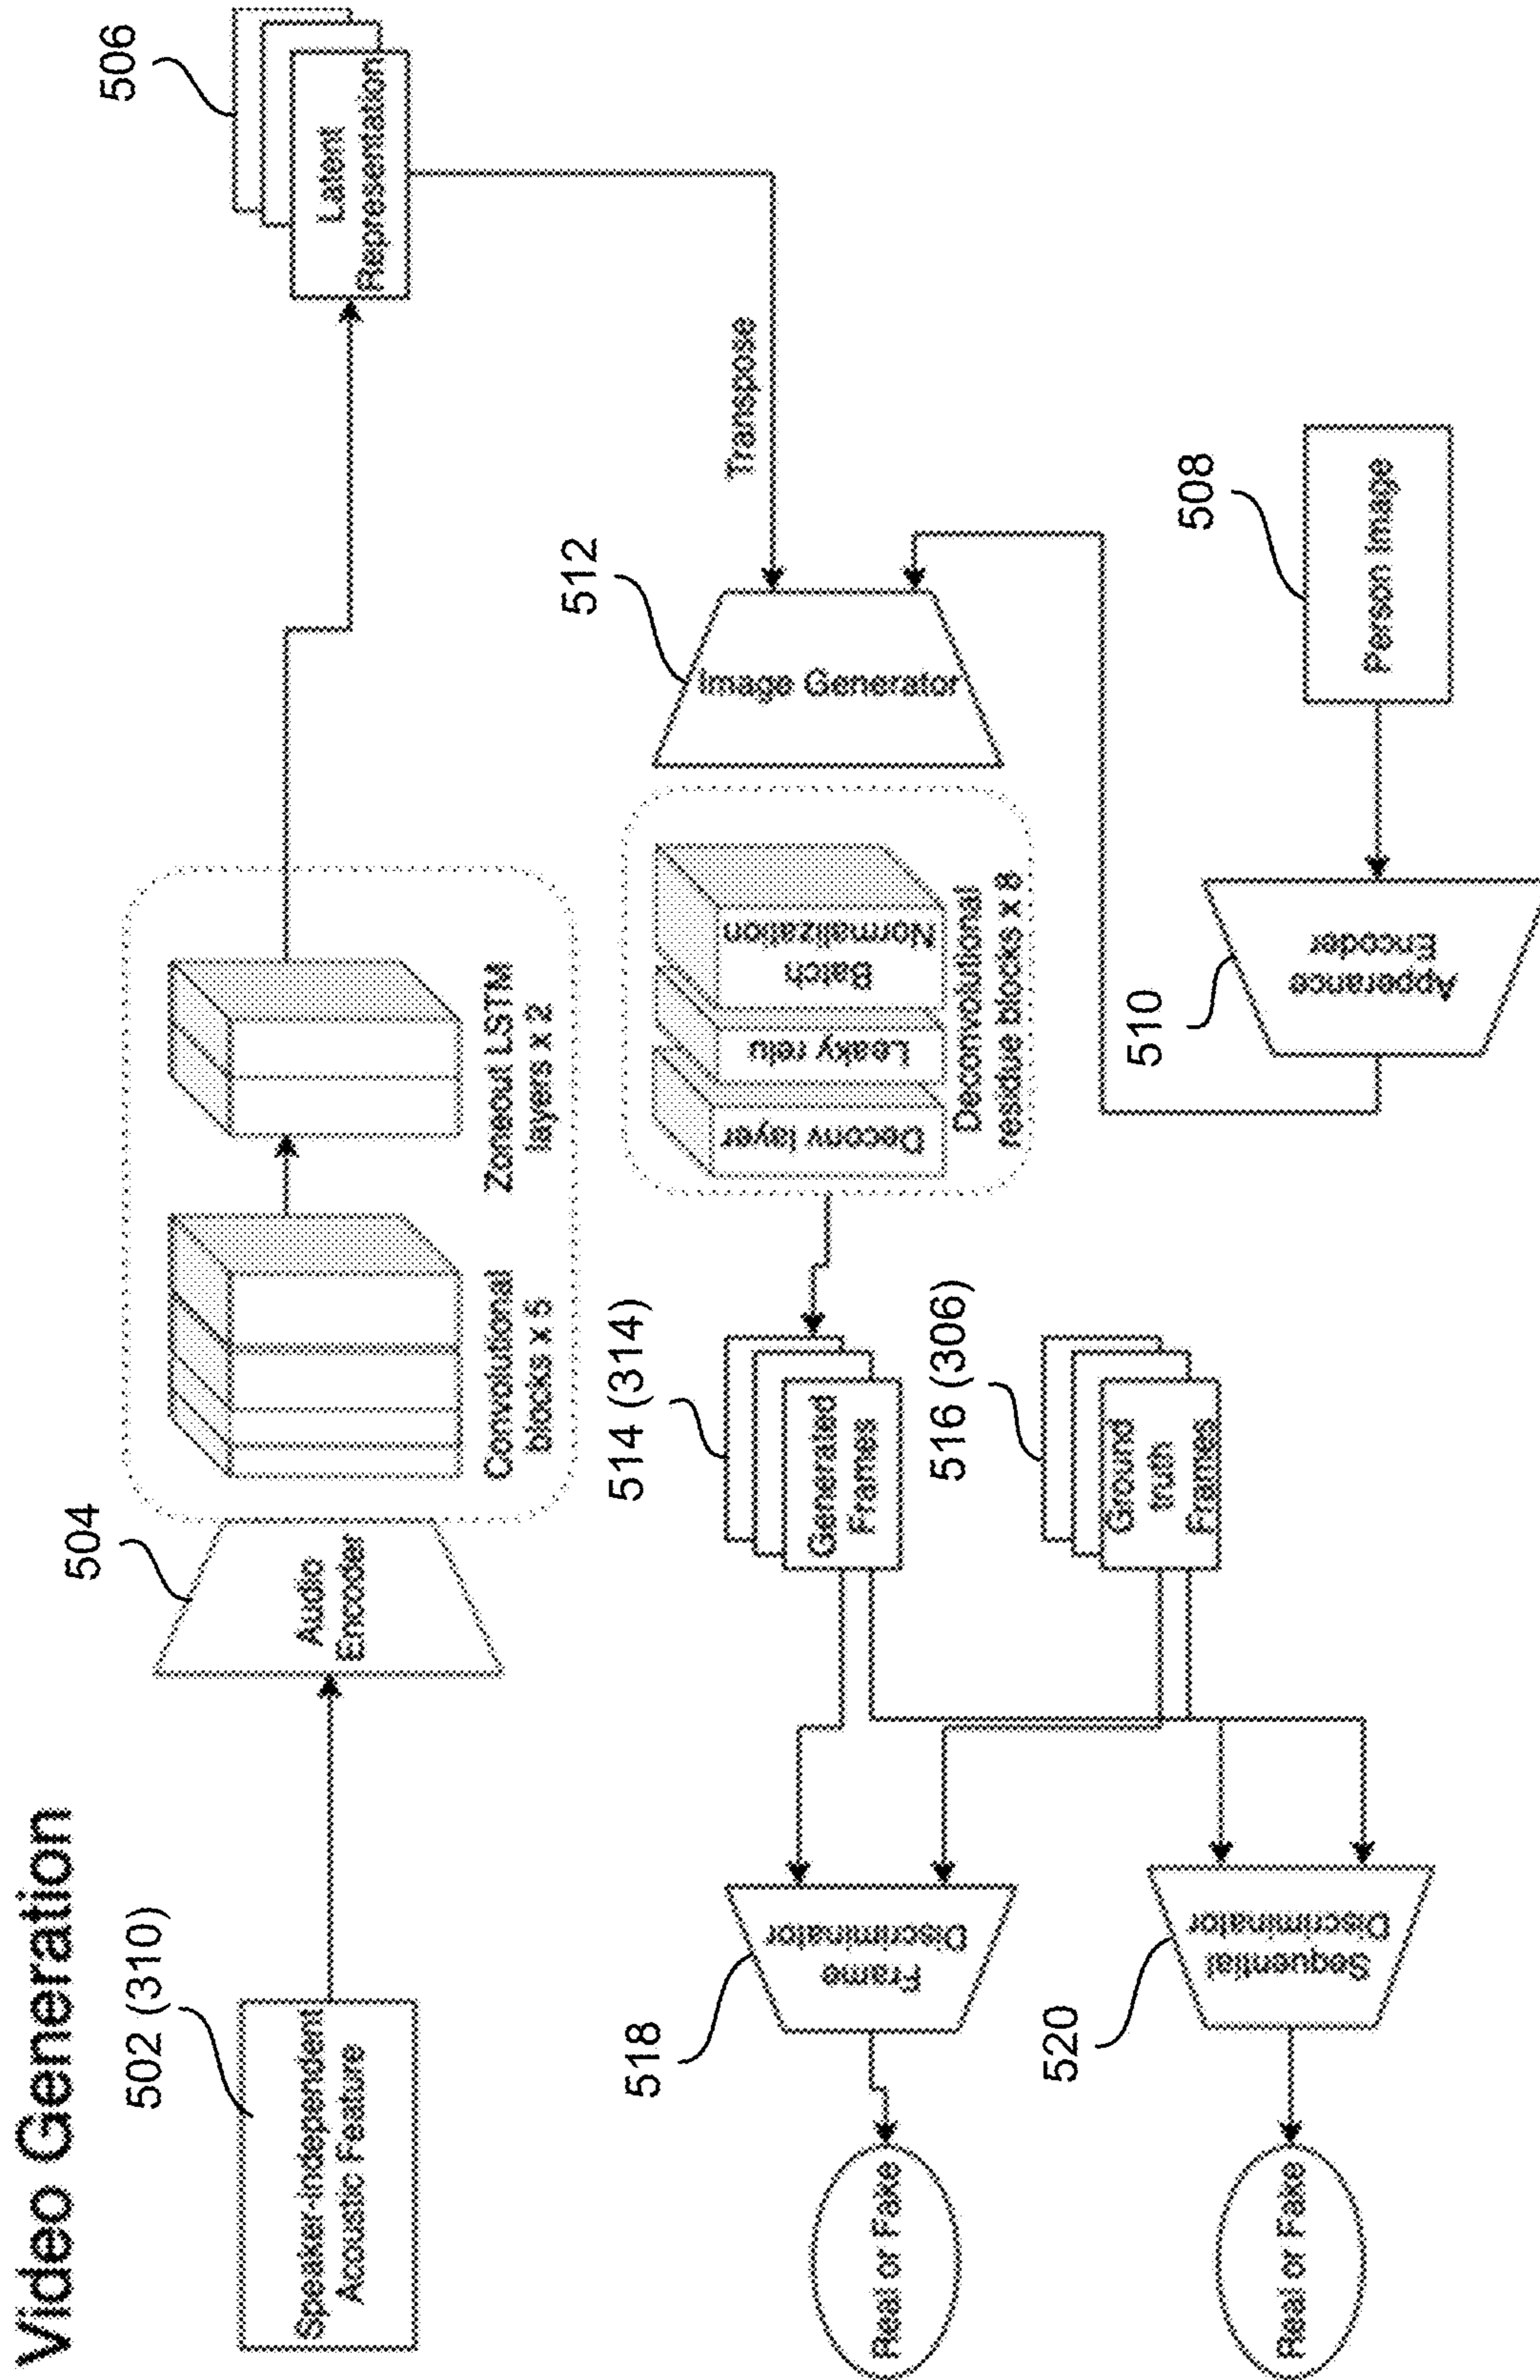 Video Generation
502 (310)
Speaker-independent
Acoustic Feature
504
Audio
Encoder
Convolutional
blocks x 5
Zoneout LSTM
layers x 2
506
Latent
Representation
Transpose
512
Image Generator
Deconv layer
Leaky relu
Batch
Normalization
Deconvolutional
residue blocks x 8
508
Person Image
510
Apperance
Encoder
514 (314)
Generated
Frames
516 (306)
Ground
truth
Frames
518
Frame
Discriminator
Real or Fake
520
Sequential
Discriminator
Real or Fake